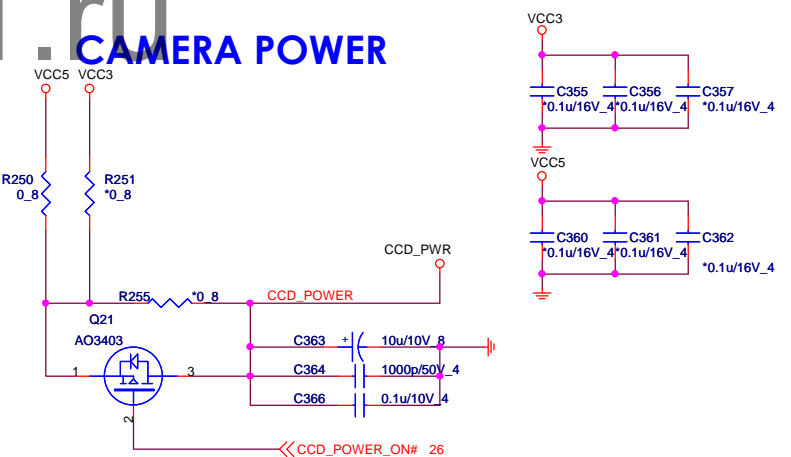 .ru
CAMERA POWER
VCC5 VCC3
R250
0_8
R251
*0_8
R255 *0_8
CCD_POWER
CCD_PWR
Q21
AO3403
1
3
2
C363 + 10u/10V_8
C364 1000p/50V_4
C366 0.1u/10V_4
CCD_POWER_ON# 26
VCC3
C355
*0.1u/16V_4
C356
*0.1u/16V_4
C357
*0.1u/16V_4
VCC5
C360
*0.1u/16V_4
C361
*0.1u/16V_4
C362
*0.1u/16V_4